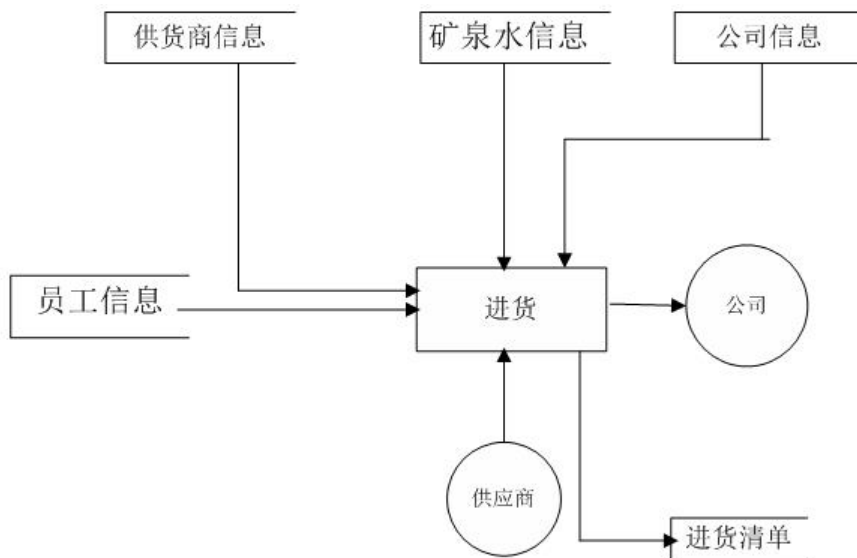 供货商信息
矿泉水信息
公司信息
员工信息
进货
公司
供应商
进货清单